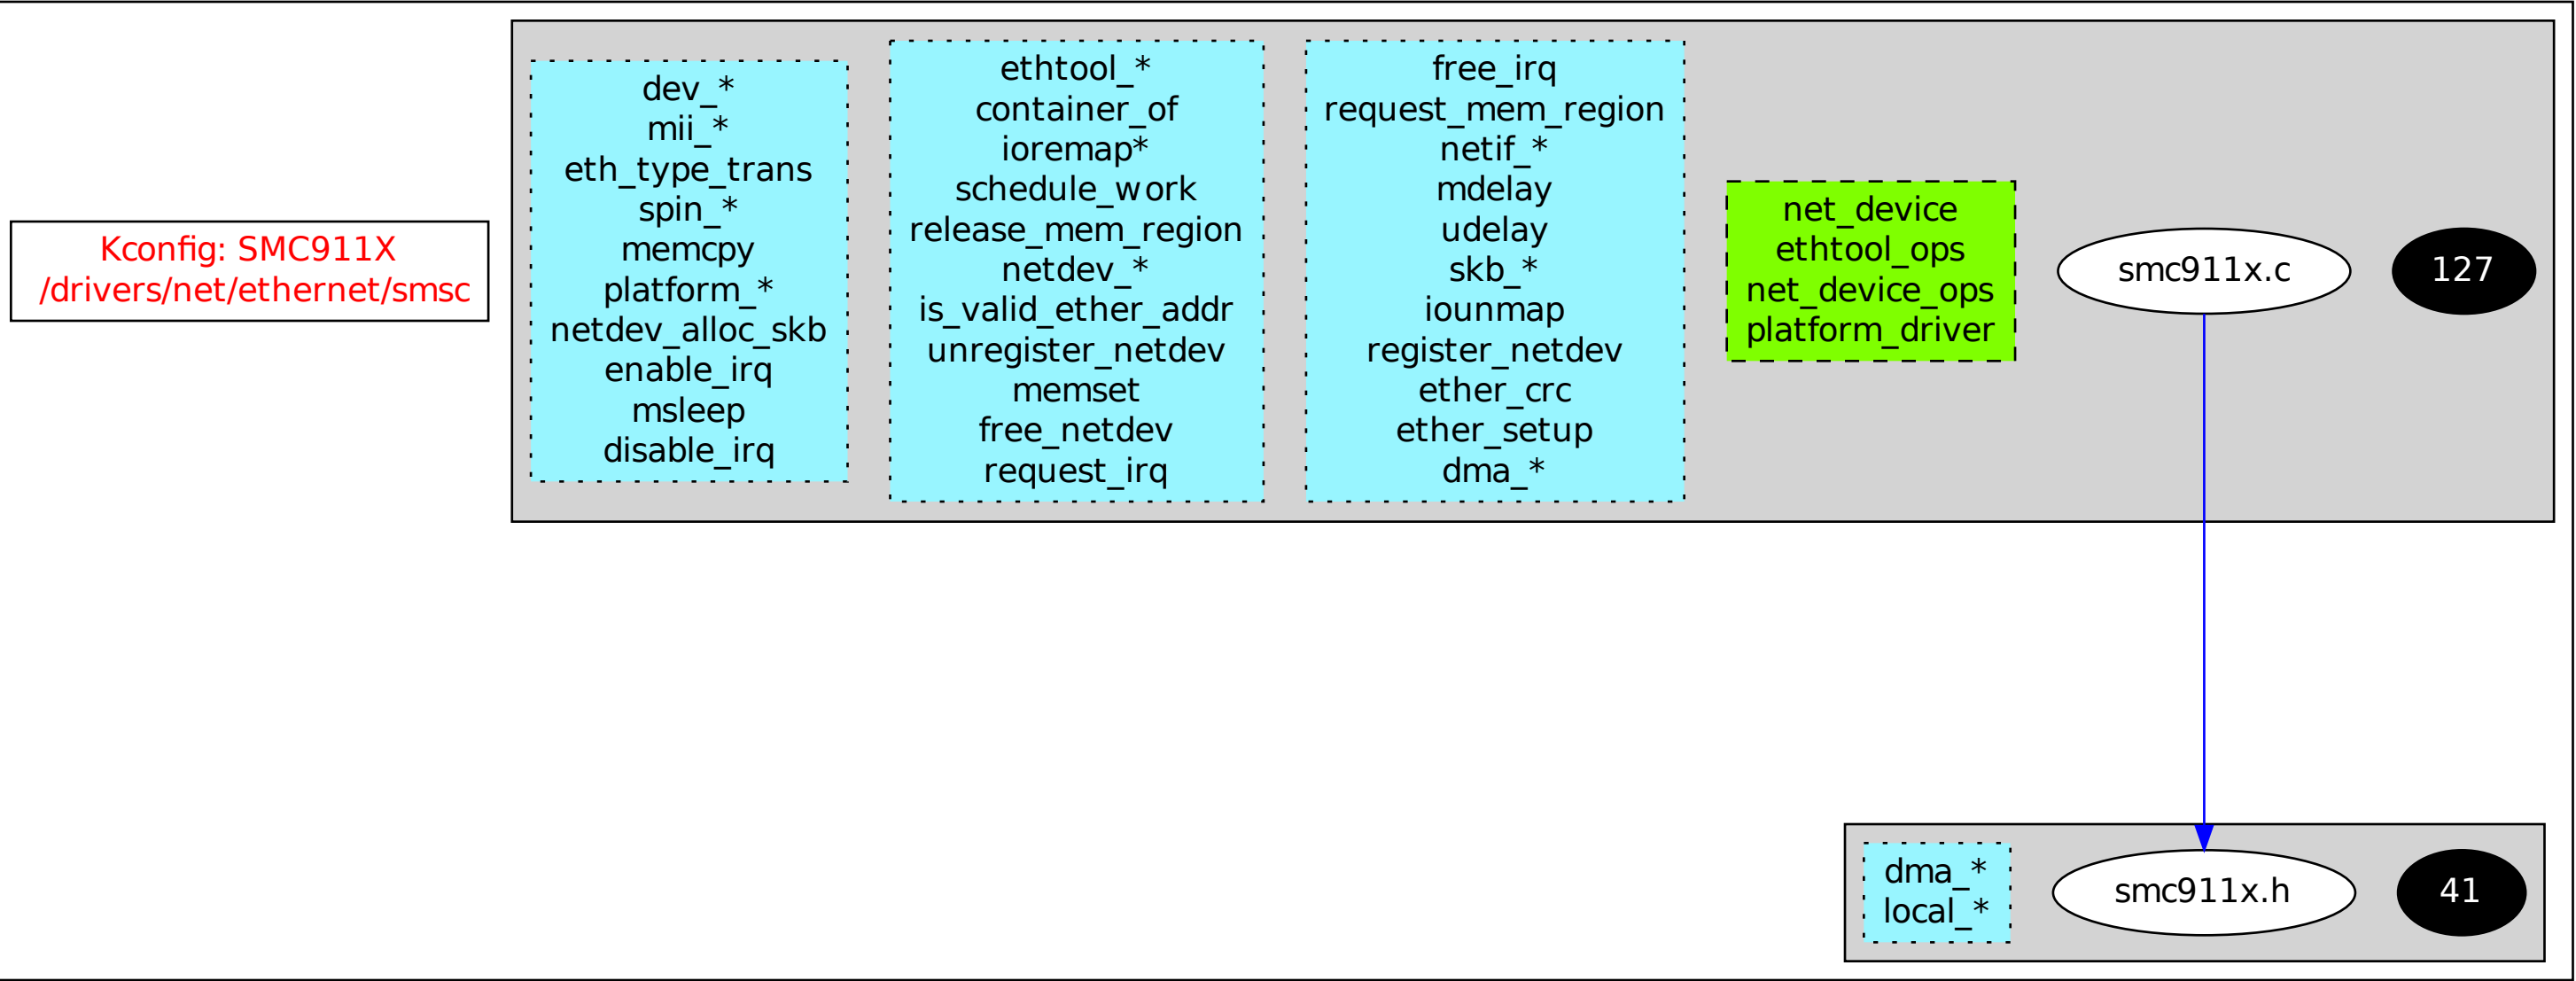 Kconfig: SMC911X
/drivers/net/ethernet/smsc
dev_*
mii_*
eth_type_trans
spin_*
memcpy
platform_*
netdev_alloc_skb
enable_irq
msleep
disable_irq
ethtool_*
container_of
ioremap*
schedule_work
release_mem_region
netdev_*
is_valid_ether_addr
unregister_netdev
memset
free_netdev
request_irq
free_irq
request_mem_region
netif_*
mdelay
udelay
skb_*
iounmap
register_netdev
ether_crc
ether_setup
dma_*
net_device
ethtool_ops
net_device_ops
platform_driver
smc911x.c
127
dma_*
local_*
smc911x.h
41